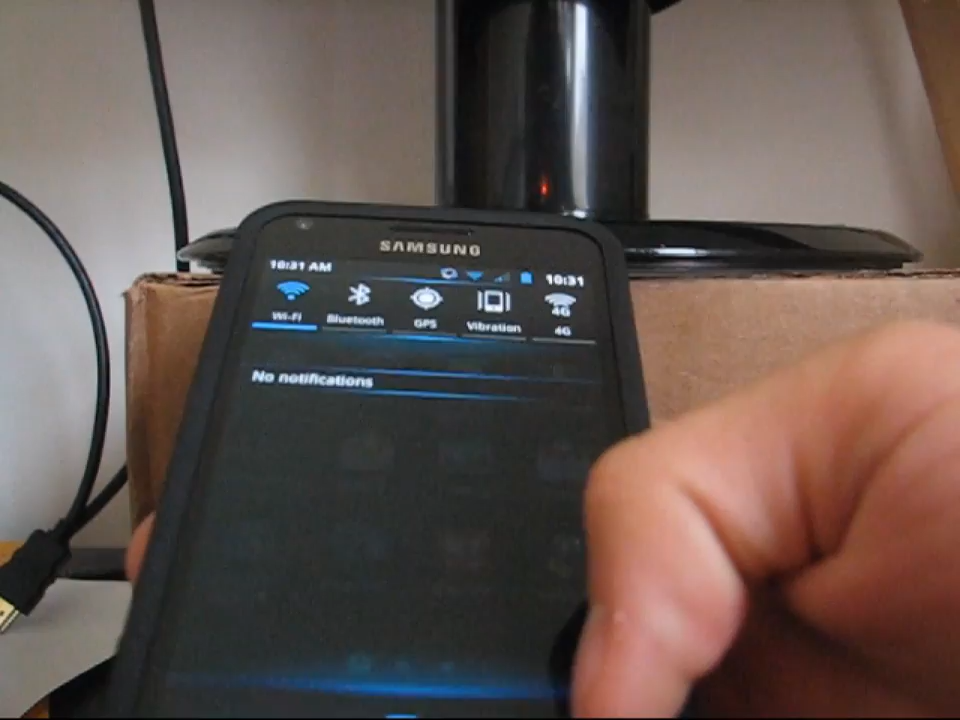 SAMSUNG
10:31 AM 10:31
4G
Wi-Fi Bluetooth GPS Vibration 4G
No notifications